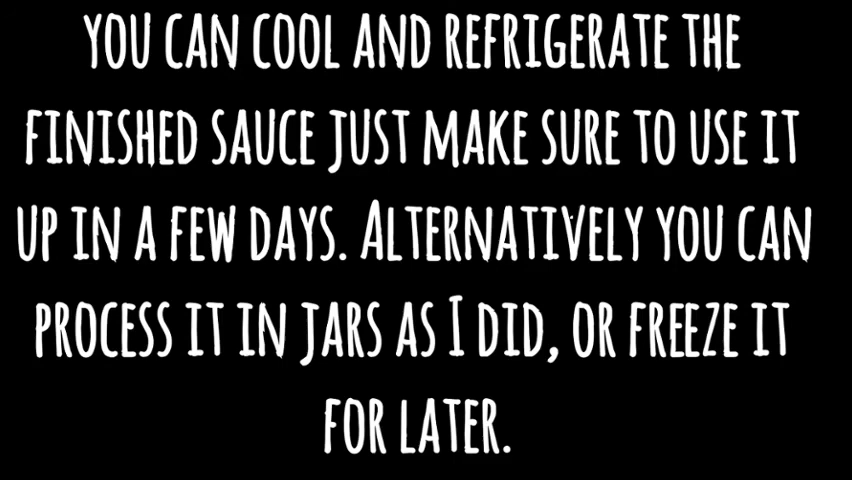 you can cool and refrigerate the
finished sauce just make sure to use it
up in a few days. Alternatively you can
process it in jars as I did, or freeze it
for later.